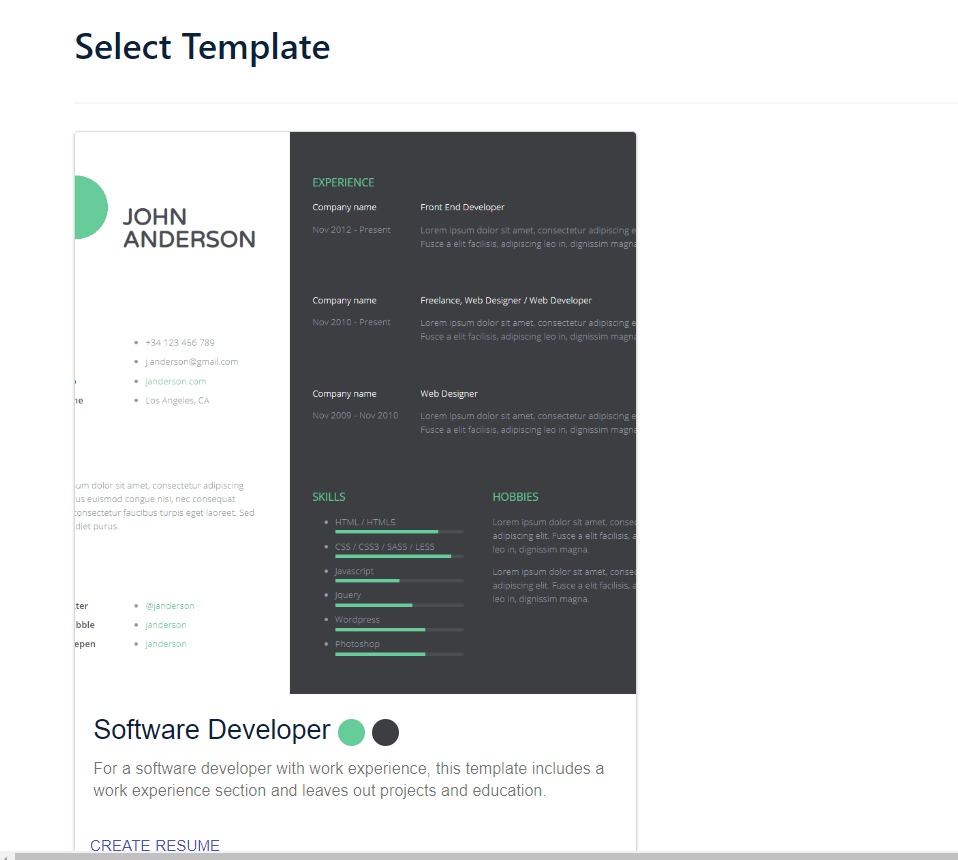 Select Template
JOHN
ANDERSON
+34 123 456 789
j.anderson@gmail.com
janderson.com
Los Angeles, CA
um dolor sit amet, consectetur adipiscing
us euismod congue nisi, nec consequat
consectetur faucibus turpis eget laoreet. Sed
diet purus.
tter
@janderson
bbble
janderson
epen
janderson
EXPERIENCE
Company name
Front End Developer
Nov 2012 - Present
Lorem ipsum dolor sit amet, consectetur adipiscing e
Fusce a elit facilisis, adipiscing leo in, dignissim magna
Company name
Freelance, Web Designer / Web Developer
Nov 2010 - Present
Lorem ipsum dolor sit amet, consectetur adipiscing e
Fusce a elit facilisis, adipiscing leo in, dignissim magna
Company name
Web Designer
Nov 2009 - Nov 2010
Lorem ipsum dolor sit amet, consectetur adipiscing e
Fusce a elit facilisis, adipiscing leo in, dignissim magna
SKILLS
HTML / HTML5
CSS / CSS3 / SASS / LESS
Javascript
Jquery
Wordpress
Photoshop
HOBBIES
Lorem ipsum dolor sit amet, consec
adipiscing elit. Fusce a elit facilisis, a
leo in, dignissim magna.
Lorem ipsum dolor sit amet, consec
adipiscing elit. Fusce a elit facilisis, a
leo in, dignissim magna.
Software Developer
For a software developer with work experience, this template includes a
work experience section and leaves out projects and education.
CREATE RESUME